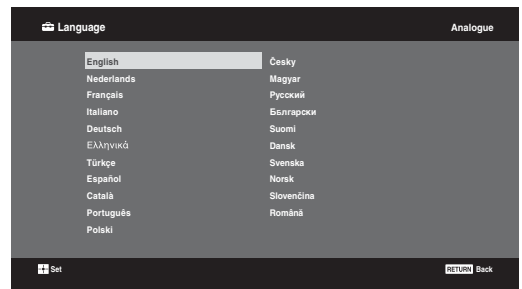 Language
Analogue
English
Nederlands
Français
Italiano
Deutsch
Ελληνικά
Türkçe
Español
Català
Português
Polski
Česky
Magyar
Русский
Български
Suomi
Dansk
Svenska
Norsk
Slovenčina
Română
Set
RETURN Back